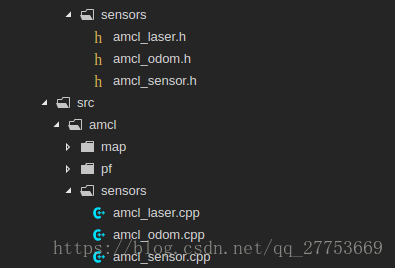 sensors
h amcl_laser.h
h amcl_odom.h
h amcl_sensor.h
src
amcl
map
pf
sensors
amcl_laser.cpp
amcl_odom.cpp
https://blog.csdn.net/qq_27753669
amcl_sensor.cpp